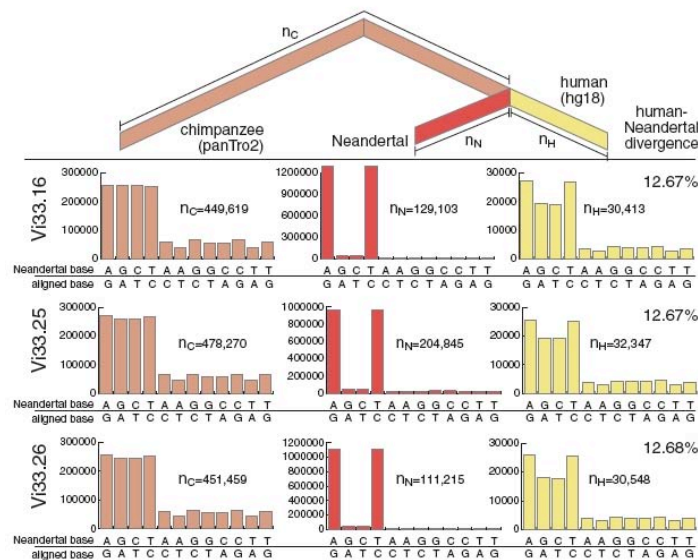 nC
human
(hg18)
chimpanzee
(panTro2)
Neandertal
nN
nH
human-
Neandertal
divergence
Vi33.16
300000
200000
100000
0
nC=449,619
1200000
900000
600000
300000
0
nN=129,103
30000
20000
10000
0
nH=30,413
12.67%
Neandertal base A G C T A A G G C C T T A G C T A A G G C C T T A G C T A A G G C C T T
aligned base G A T C C T C T A G A G G A T C C T C T A G A G G A T C C T C T A G A G
Vi33.25
300000
200000
100000
0
nC=478,270
1000000
800000
600000
400000
200000
0
nN=204,845
30000
20000
10000
0
nH=32,347
12.67%
Neandertal base A G C T A A G G C C T T A G C T A A G G C C T T A G C T A A G G C C T T
aligned base G A T C C T C T A G A G G A T C C T C T A G A G G A T C C T C T A G A G
Vi33.26
300000
200000
100000
0
nC=451,459
1200000
1000000
800000
600000
400000
200000
0
nN=111,215
30000
20000
10000
0
nH=30,548
12.68%
Neandertal base A G C T A A G G C C T T A G C T A A G G C C T T A G C T A A G G C C T T
aligned base G A T C C T C T A G A G G A T C C T C T A G A G G A T C C T C T A G A G